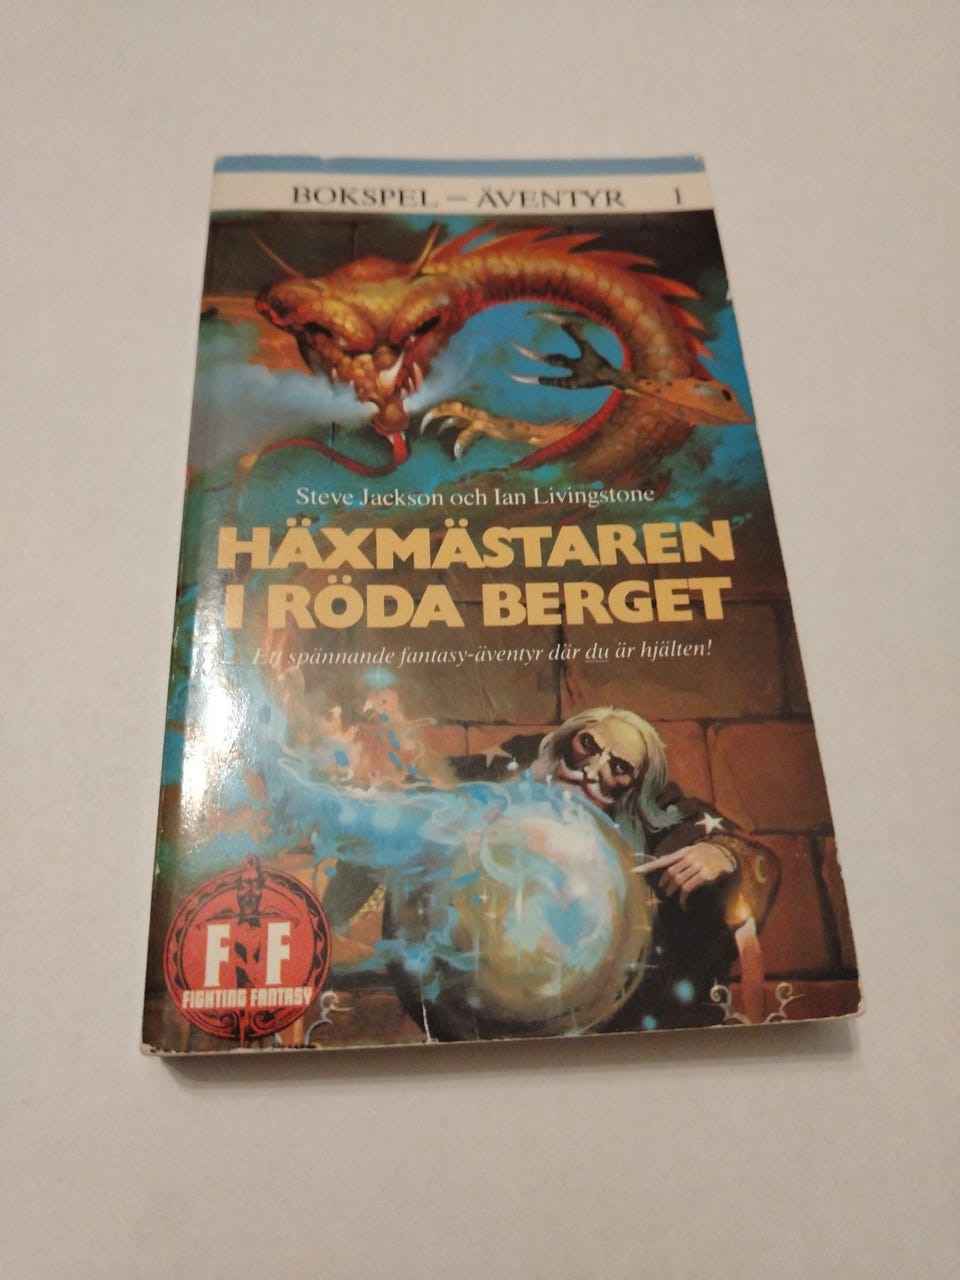 BOKSPEL – ÄVENTYR 1
Steve Jackson och Ian Livingstone
HÄXMÄSTAREN
I RÖDA BERGET
Ett spännande fantasy-äventyr där du är hjälten!
F F
FIGHTING FANTASY